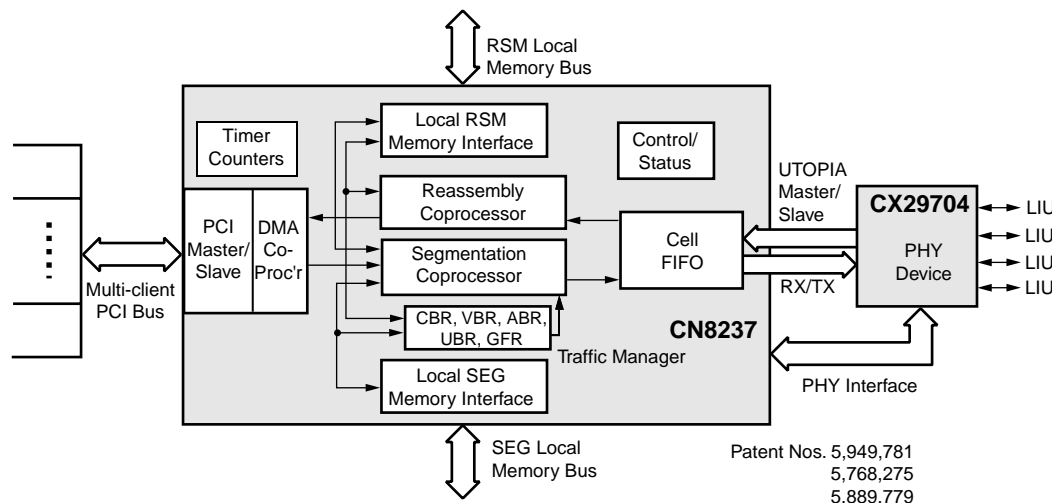 RSM Local
Memory Bus
Timer
Counters
Local RSM
Memory Interface
Control/
Status
UTOPIA
Master/
Slave
CX29704
PHY
Device
LIU
LIU
LIU
LIU
Reassembly
Coprocessor
PCI
Master/
Slave
DMA
Co-
Proc'r
Segmentation
Coprocessor
Cell
FIFO
RX/TX
Multi-client
PCI Bus
CBR, VBR, ABR,
UBR, GFR
Traffic Manager
CN8237
Local SEG
Memory Interface
PHY Interface
SEG Local
Memory Bus
Patent Nos. 5,949,781
5,768,275
5,889,779